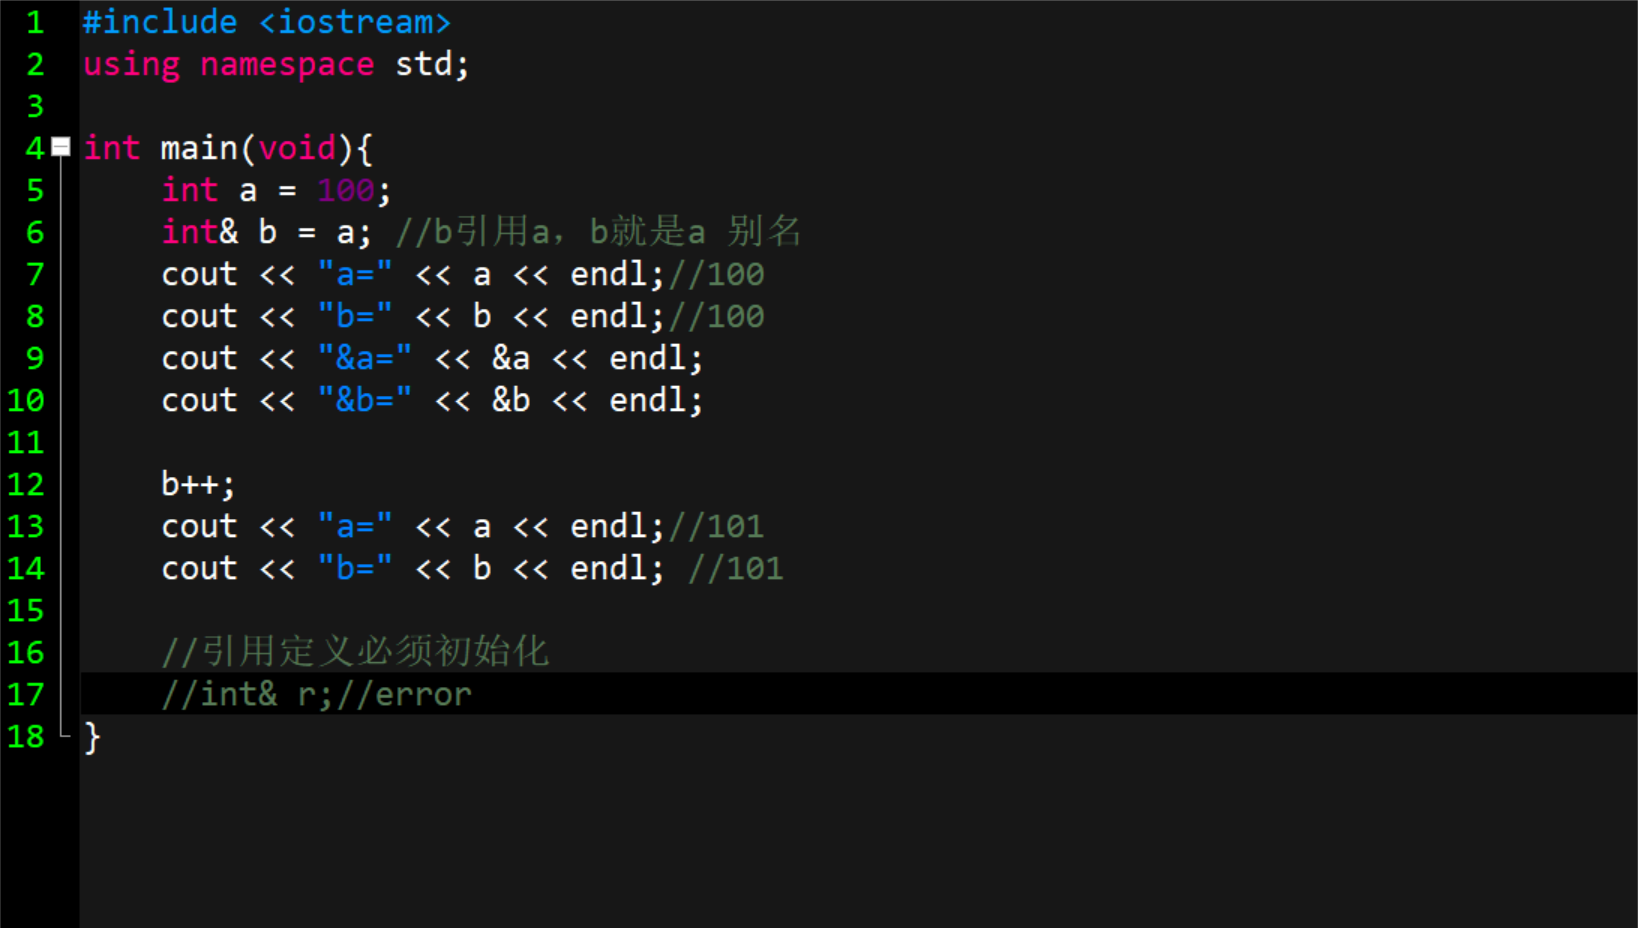 1 #include <iostream>
2 using namespace std;
3
4 int main(void){
5     int a = 100;
6     int& b = a; //b引用a，b就是a 别名
7     cout << "a=" << a << endl;//100
8     cout << "b=" << b << endl;//100
9     cout << "&a=" << &a << endl;
10     cout << "&b=" << &b << endl;
11
12     b++;
13     cout << "a=" << a << endl;//101
14     cout << "b=" << b << endl; //101
15
16     //引用定义必须初始化
17     //int& r;//error
18 }